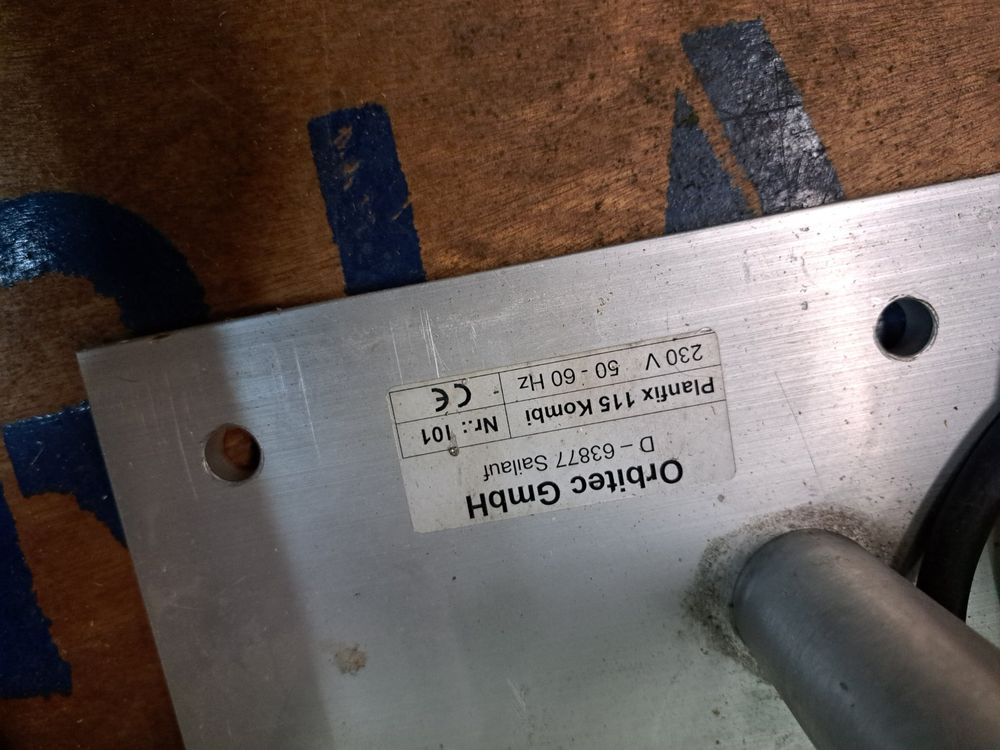 Orbitec GmbH
D – 63877 Sailauf
Planfix 115 Kombi Nr.: 101
230 V 50 - 60 Hz CE